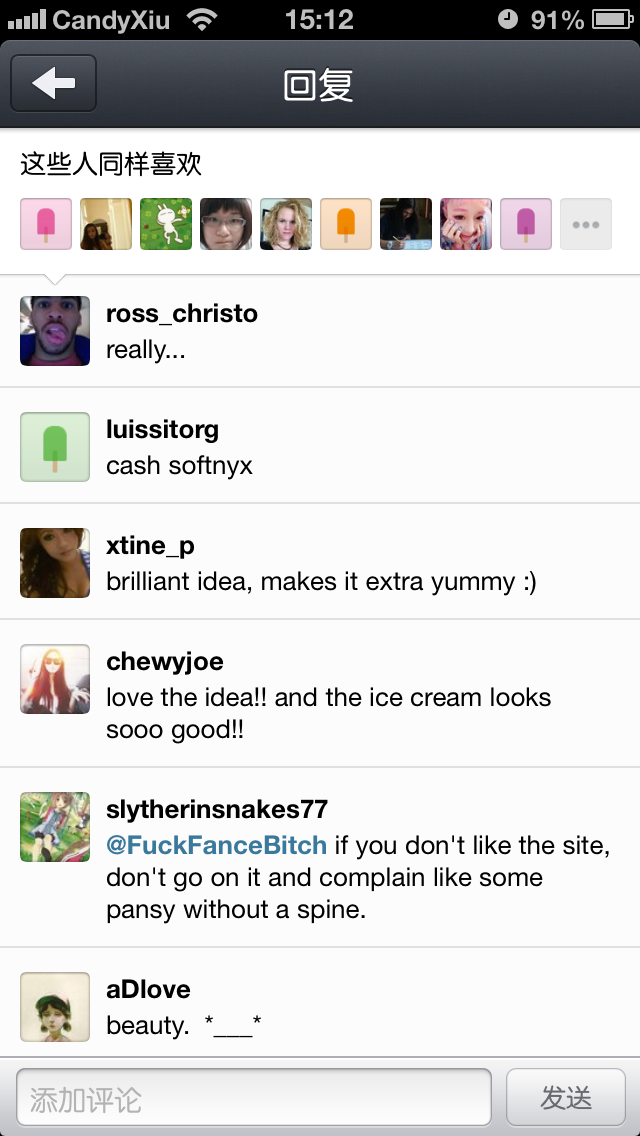 CandyXiu 15:12 91%
回复
这些人同样喜欢
ross_christo
really...
luissitorg
cash softnyx
xtine_p
brilliant idea, makes it extra yummy :)
chewyjoe
love the idea!! and the ice cream looks
sooo good!!
slytherinsnakes77
@FuckFanceBitch if you don't like the site,
don't go on it and complain like some
pansy without a spine.
aDlove
beauty.  *___*
添加评论 发送